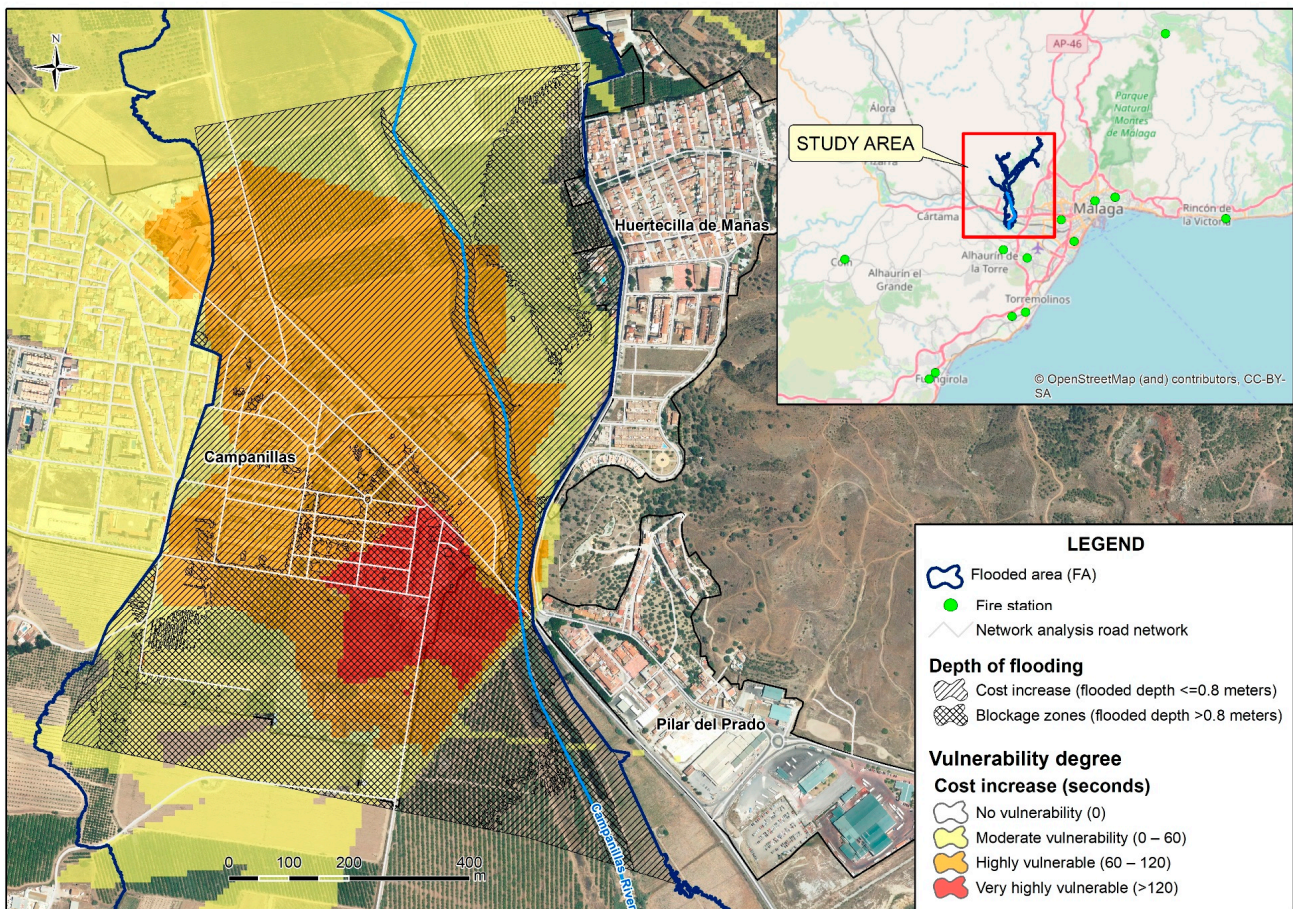 N
Huertecilla de Mañas
Campanillas
Pilar del Prado
Campanillas River
0 100 200 400
m
STUDY AREA
AP-46
Parque
Natural
Montes
de Malaga
Álora
Pizarra
Cártama
Málaga
Rincón de
la Victoria
Coín
Alhaurín el
Grande
Alhaurín de
la Torre
Torremolinos
Fuengirola
© OpenStreetMap (and) contributors, CC-BY-
SA
LEGEND
Flooded area (FA)
Fire station
Network analysis road network
Depth of flooding
Cost increase (flooded depth <=0.8 meters)
Blockage zones (flooded depth >0.8 meters)
Vulnerability degree
Cost increase (seconds)
No vulnerability (0)
Moderate vulnerability (0 – 60)
Highly vulnerable (60 – 120)
Very highly vulnerable (>120)